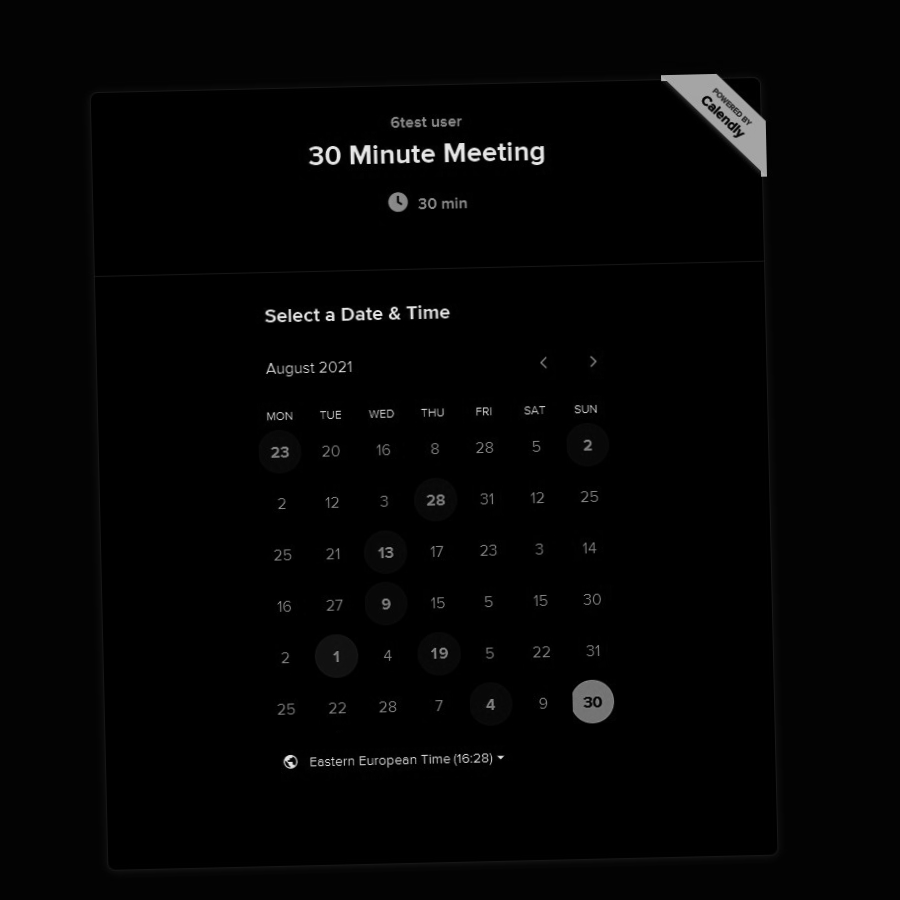 POWERED BY
Calendly
6test user
30 Minute Meeting
30 min
Select a Date & Time
August 2021
MON TUE WED THU FRI SAT SUN
23 20 16 8 28 5 2
2 12 3 28 31 12 25
25 21 13 17 23 3 14
16 27 9 15 5 15 30
2 1 4 19 5 22 31
25 22 28 7 4 9 30
Eastern European Time (16:28)